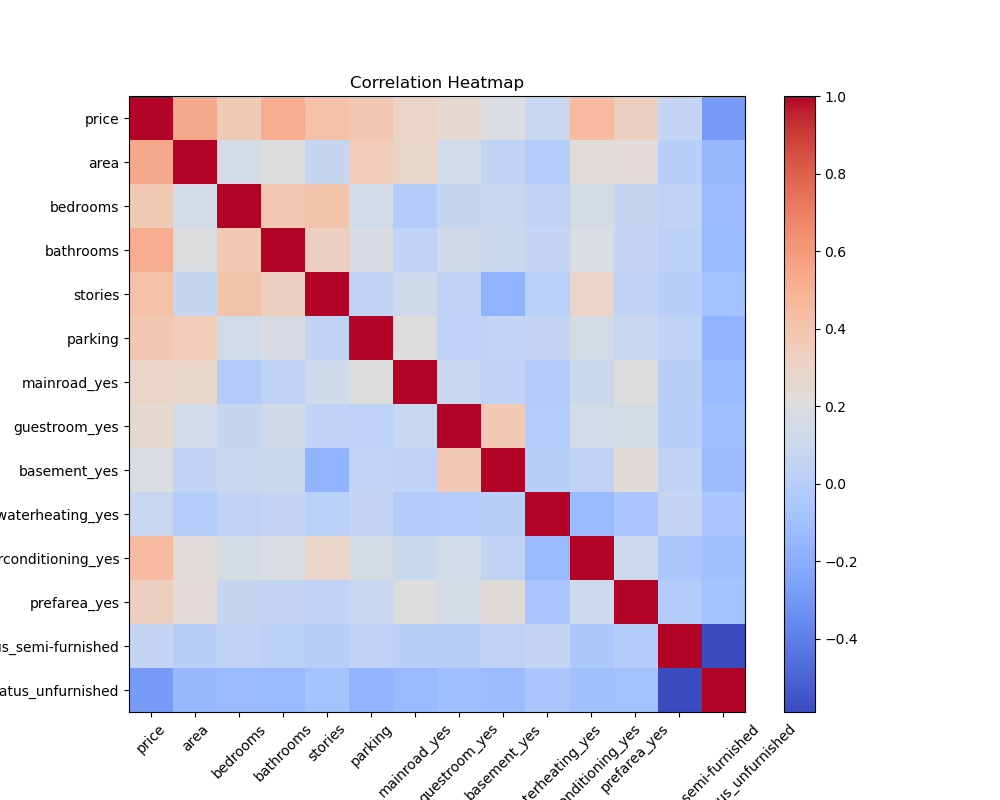 Correlation Heatmap
price
area
bedrooms
bathrooms
stories
parking
mainroad_yes
guestroom_yes
basement_yes
waterheating_yes
rconditioning_yes
prefarea_yes
us_semi-furnished
atus_unfurnished
price
area
bedrooms
bathrooms
stories
parking
mainroad_yes
guestroom_yes
basement_yes
terheating_yes
onditioning_yes
prefarea_yes
semi-furnished
us_unfurnished
1.0
0.8
0.6
0.4
0.2
0.0
−0.2
−0.4